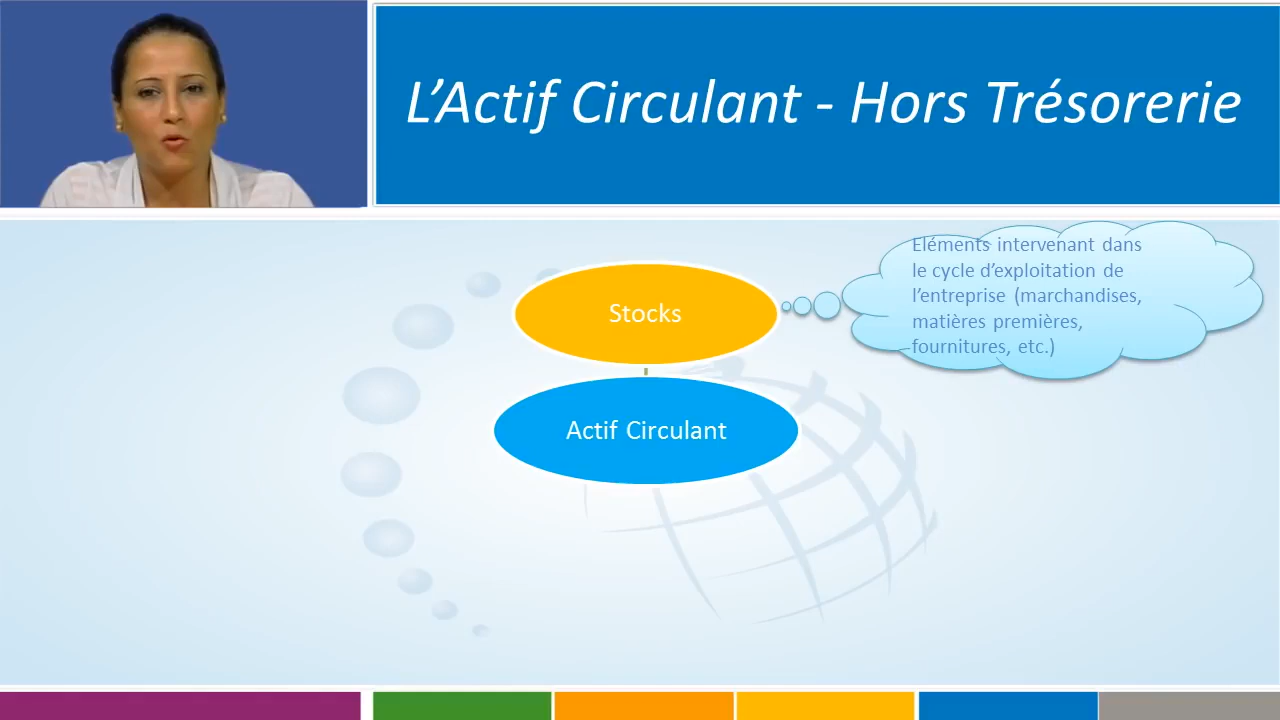 L’Actif Circulant - Hors Trésorerie
Eléments intervenant dans
le cycle d’exploitation de
l’entreprise (marchandises,
matières premières,
fournitures, etc.)
Stocks
Actif Circulant